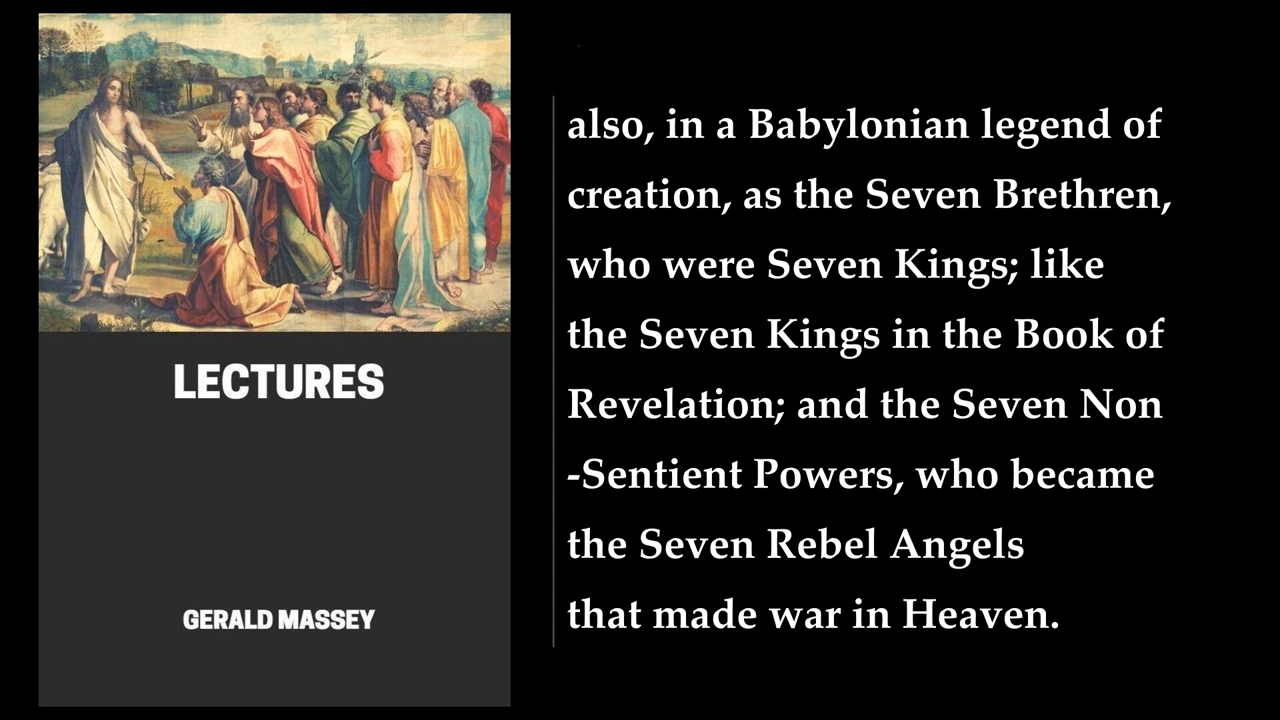 LECTURES
GERALD MASSEY
also, in a Babylonian legend of
creation, as the Seven Brethren,
who were Seven Kings; like
the Seven Kings in the Book of
Revelation; and the Seven Non
-Sentient Powers, who became
the Seven Rebel Angels
that made war in Heaven.